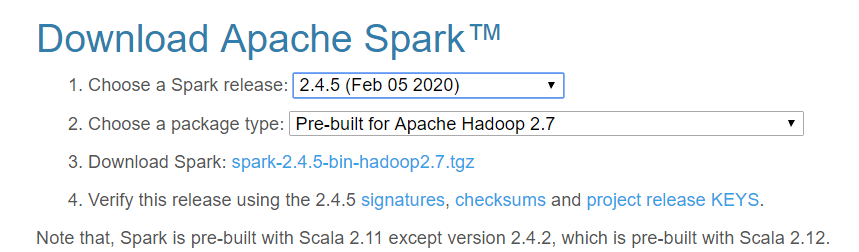 Download Apache Spark™
1. Choose a Spark release: 2.4.5 (Feb 05 2020)
2. Choose a package type: Pre-built for Apache Hadoop 2.7
3. Download Spark: spark-2.4.5-bin-hadoop2.7.tgz
4. Verify this release using the 2.4.5 signatures, checksums and project release KEYS.
Note that, Spark is pre-built with Scala 2.11 except version 2.4.2, which is pre-built with Scala 2.12.